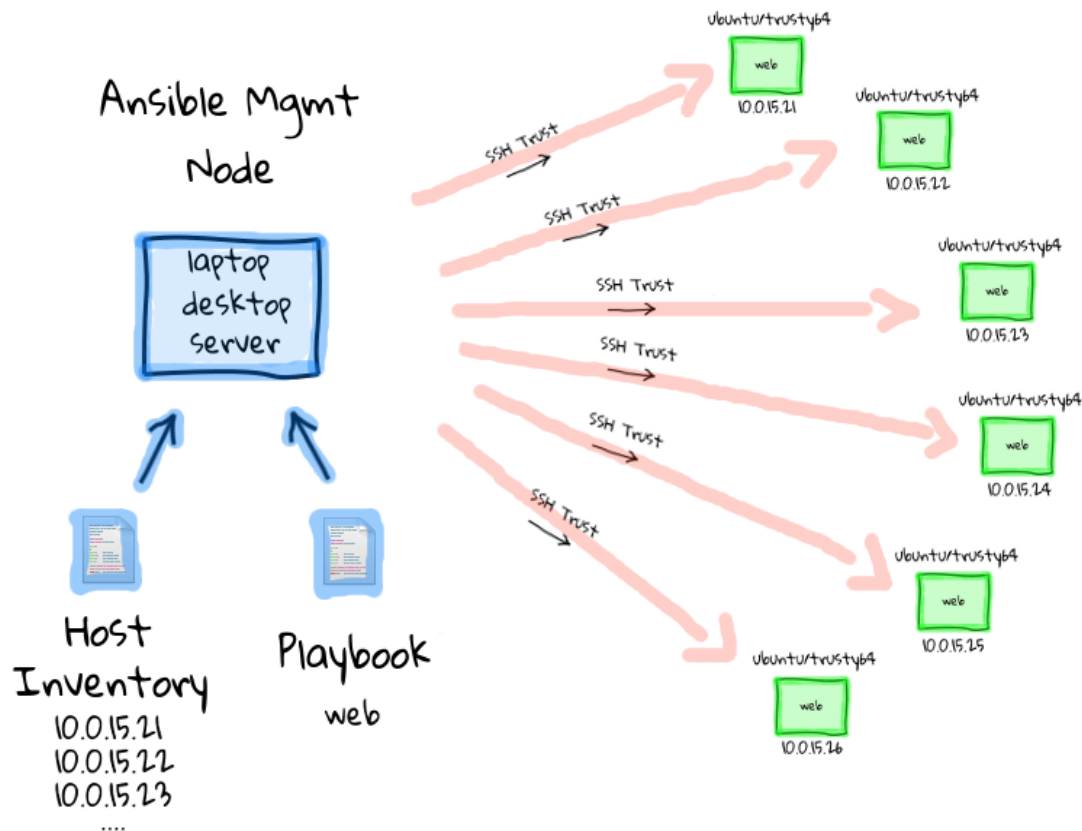 Ansible Mgmt
Node
laptop
desktop
server
Host
Inventory
10.0.15.21
10.0.15.22
10.0.15.23
....
Playbook
web
SSH Trust
SSH Trust
SSH Trust
SSH Trust
SSH Trust
SSH Trust
ubuntu/trusty64
web
10.0.15.21
ubuntu/trusty64
web
10.0.15.22
ubuntu/trusty64
web
10.0.15.23
ubuntu/trusty64
web
10.0.15.24
ubuntu/trusty64
web
10.0.15.25
ubuntu/trusty64
web
10.0.15.26